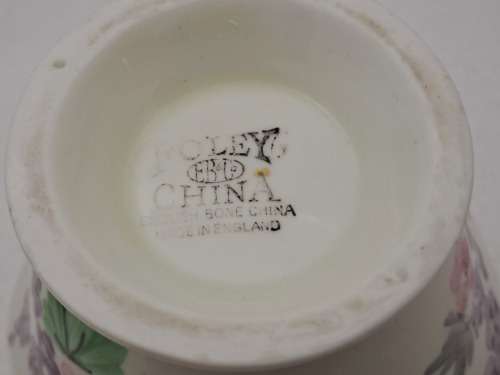 FOLEY
EB & Co
CHINA
ENGLISH BONE CHINA
MADE IN ENGLAND